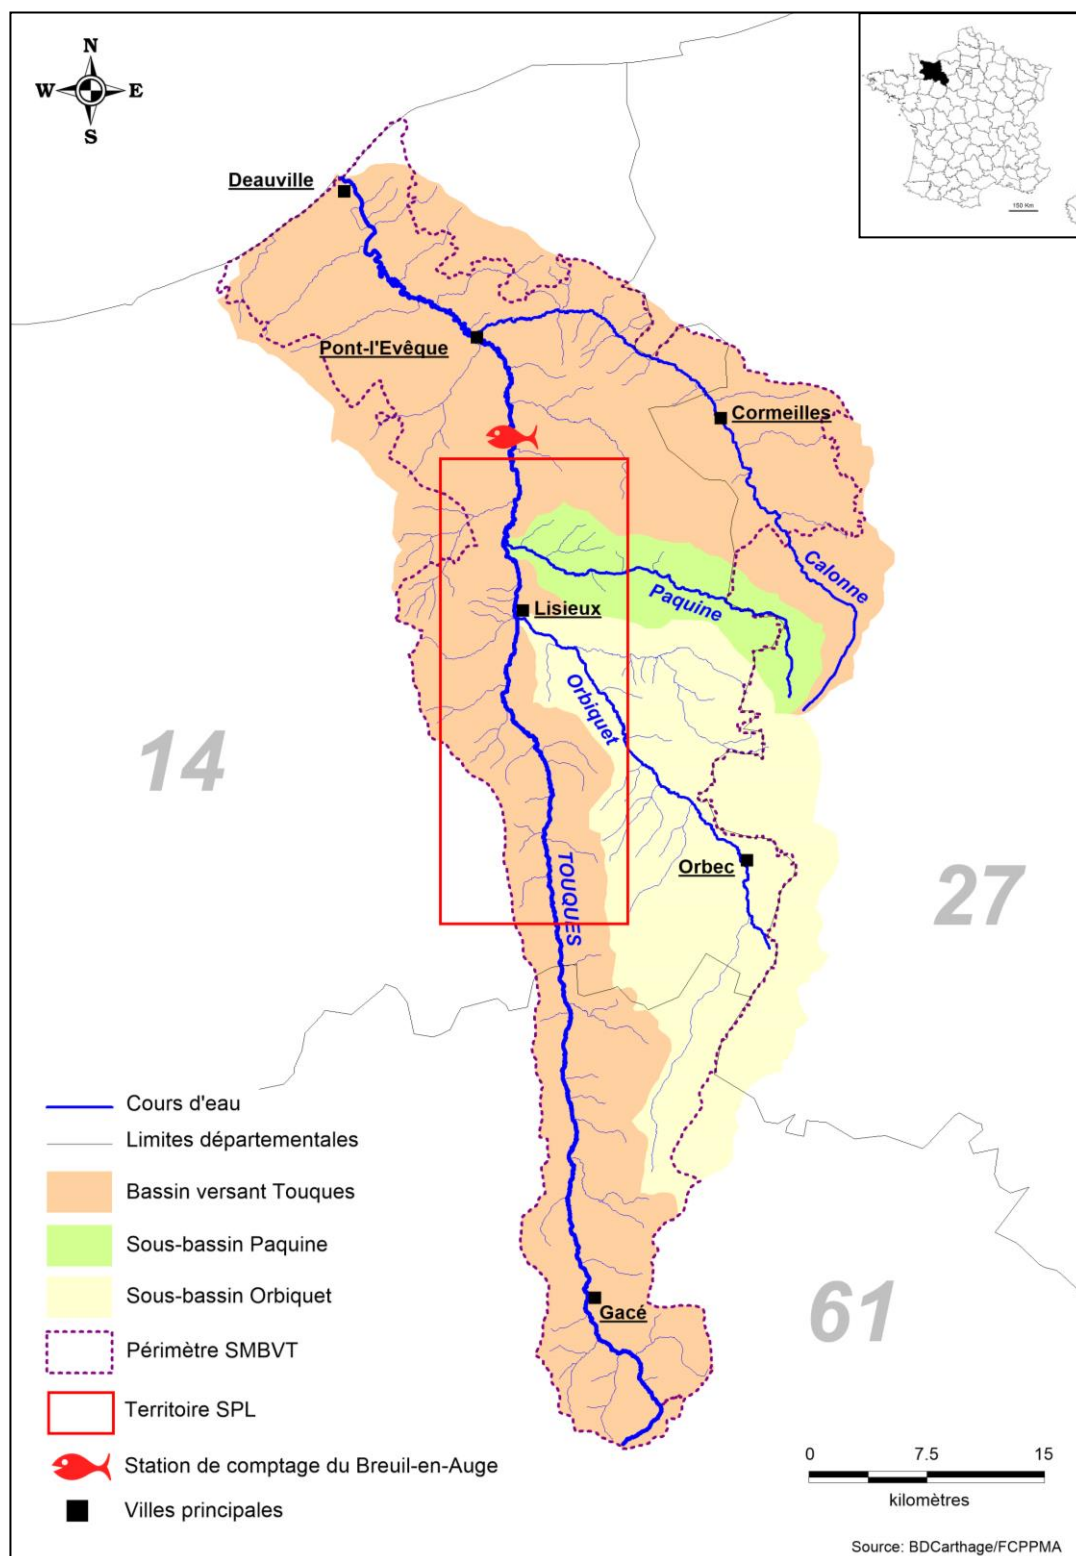 N
W E
S
150 Km
Deauville
Pont-l'Evêque
Cormeilles
Calonne
Paquine
Lisieux
Orbiquet
14
TOUQUES
Orbec
27
Gacé
61
Cours d'eau
Limites départementales
Bassin versant Touques
Sous-bassin Paquine
Sous-bassin Orbiquet
Périmètre SMBVT
Territoire SPL
Station de comptage du Breuil-en-Auge
Villes principales
0 7.5 15
kilomètres
Source: BDCarthage/FCPPMA